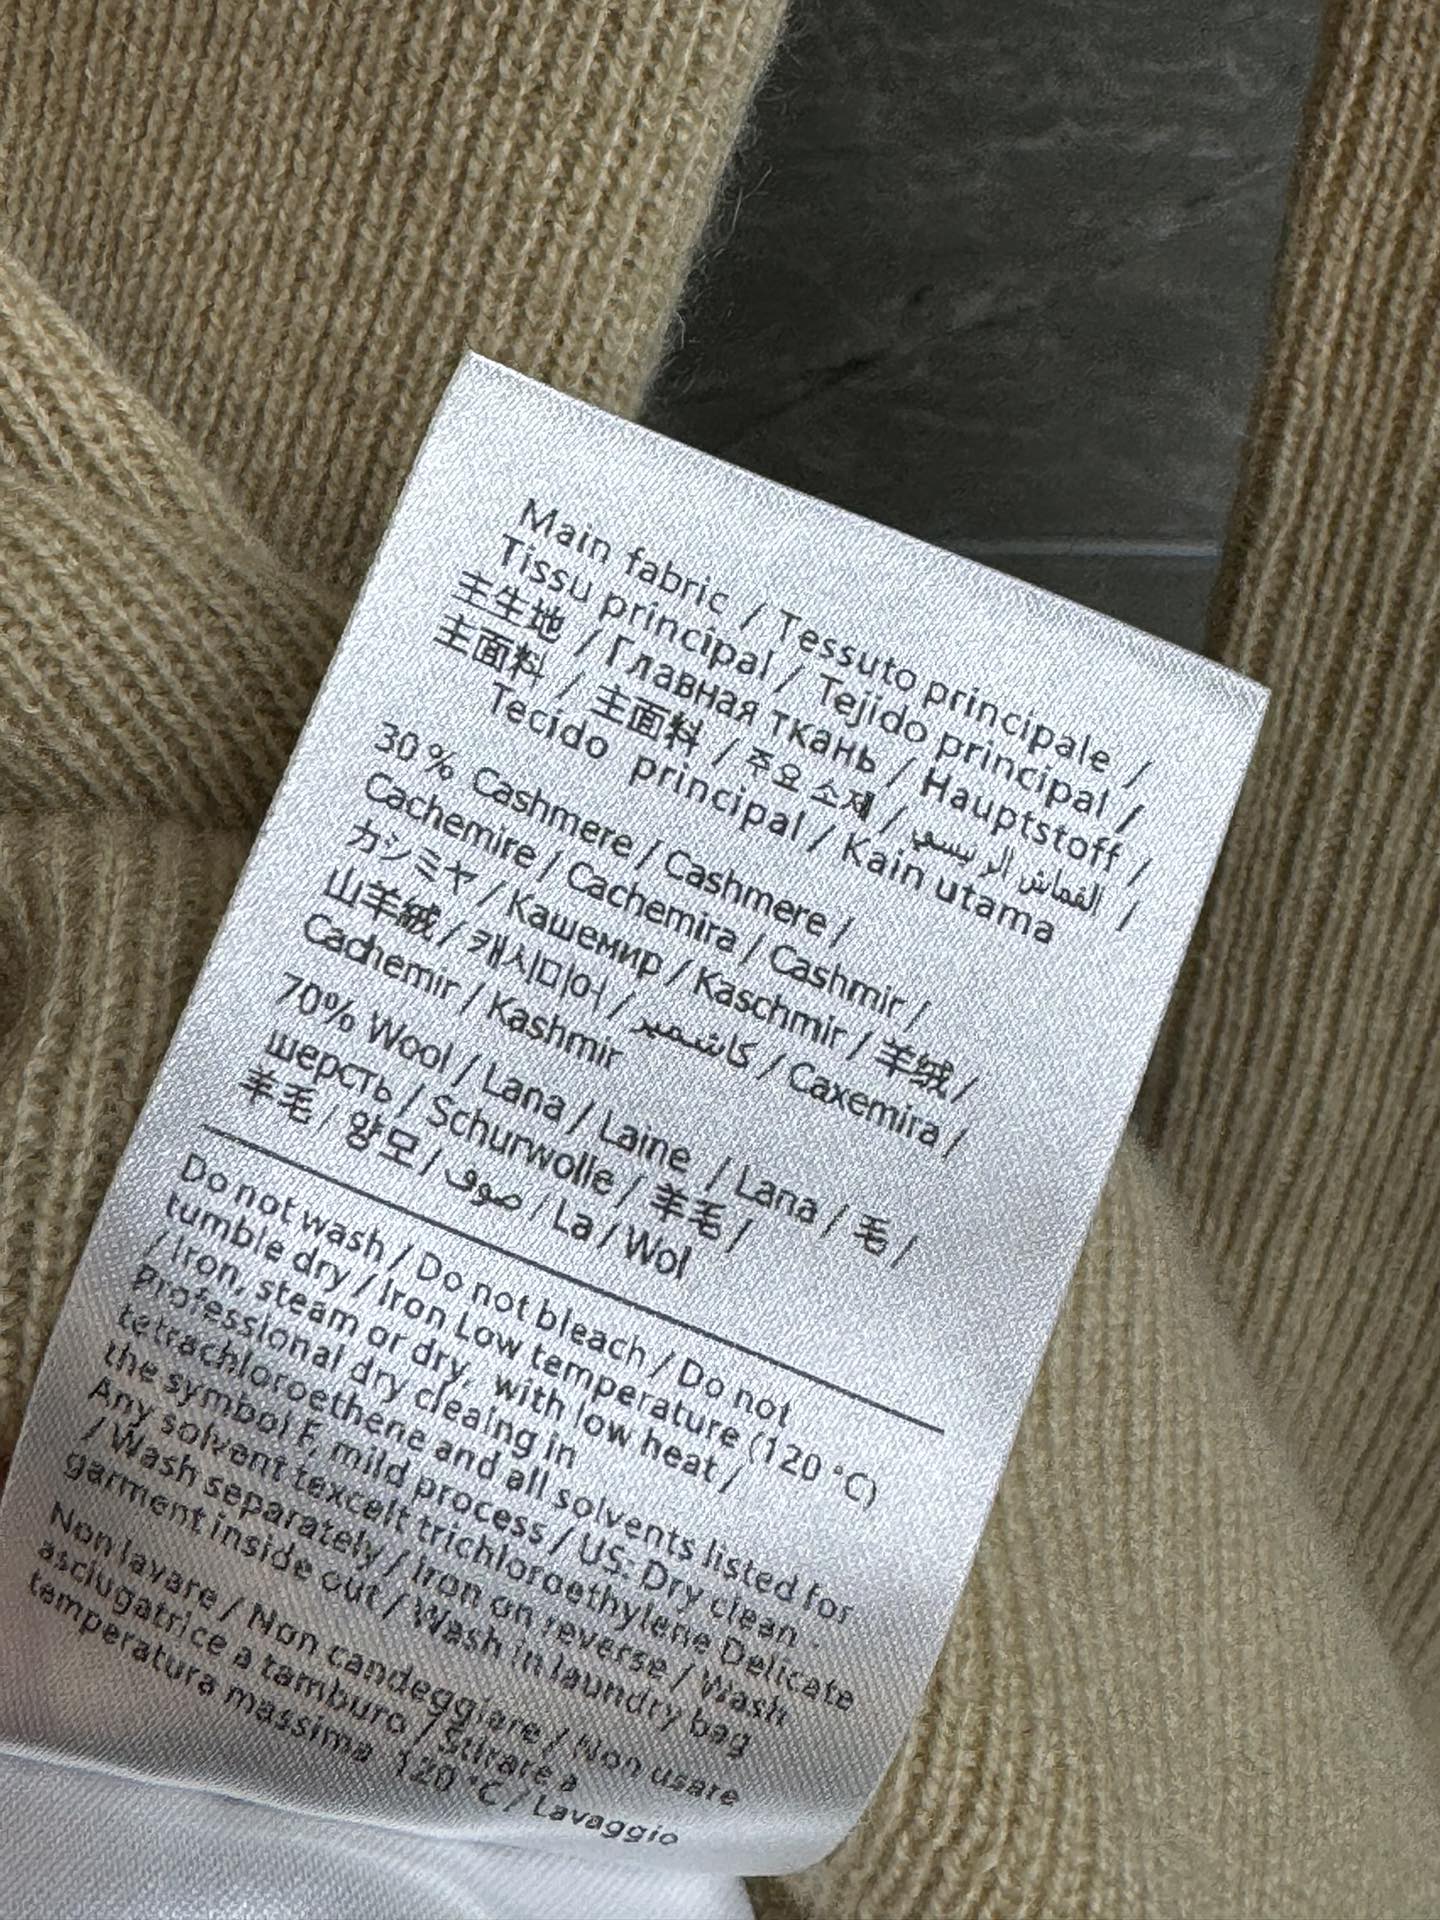 Main fabric / Tessuto principale /
Tissu principal / Tejido principal /
主生地 / Главная ткань / Hauptstoff /
主面料 / 主面料 / 주요 소재 / القماش الريسي /
Tecido principal / Kain utama
30% Cashmere / Cashmere /
Cachemire / Cachemira / Cashmir /
カシミヤ / Кашемир / Kaschmir / 羊绒 /
山羊絨 / 캐시미어 / كاشمير / Caxemira /
Cachemir / Kashmir
70% Wool / Lana / Laine / Lana / 毛 /
шерсть / Schurwolle / 羊毛 /
羊毛 / 양모 / صوف / La / Wol
Do not wash / Do not bleach / Do not
tumble dry / Iron Low temperature (120 °C)
/ Iron, steam or dry, with low heat /
Professional dry cleaing in
tetrachloroethene and all solvents listed for
the symbol F, mild process / US: Dry clean -
Any solvent texcelt trichloroethylene Delicate
/ Wash separately / Iron on reverse / Wash
garment inside out / Wash in laundry bag
Non lavare / Non candeggiare / Non usare
asciugatrice a tamburo / Stirare a
temperatura massima 120 °C / Lavaggio